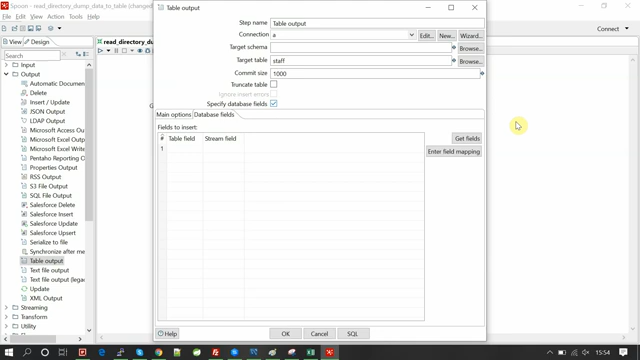 Spoon - read_directory_dump_data_to_table (changed
File Edit View Action Tools Help
Connect
View Design
read_directory_dump
Search
Input
Output
Automatic Documen
Delete
Insert / Update
JSON Output
LDAP Output
Microsoft Access Ou
Microsoft Excel Outp
Microsoft Excel Write
Pentaho Reporting O
Properties Output
RSS Output
S3 File Output
SQL File Output
Salesforce Delete
Salesforce Insert
Salesforce Update
Salesforce Upsert
Serialize to file
Synchronize after me
Table output
Text file output
Text file output (legac
Update
XML Output
Streaming
Transform
Utility
Table output
Step name Table output
Connection a Edit... New... Wizard...
Target schema Browse...
Target table staff Browse...
Commit size 1000
Truncate table
Ignore insert errors
Specify database fields
Main options Database fields
Fields to insert:
# Table field Stream field
1
Get fields
Enter field mapping
Help OK Cancel SQL
15:54